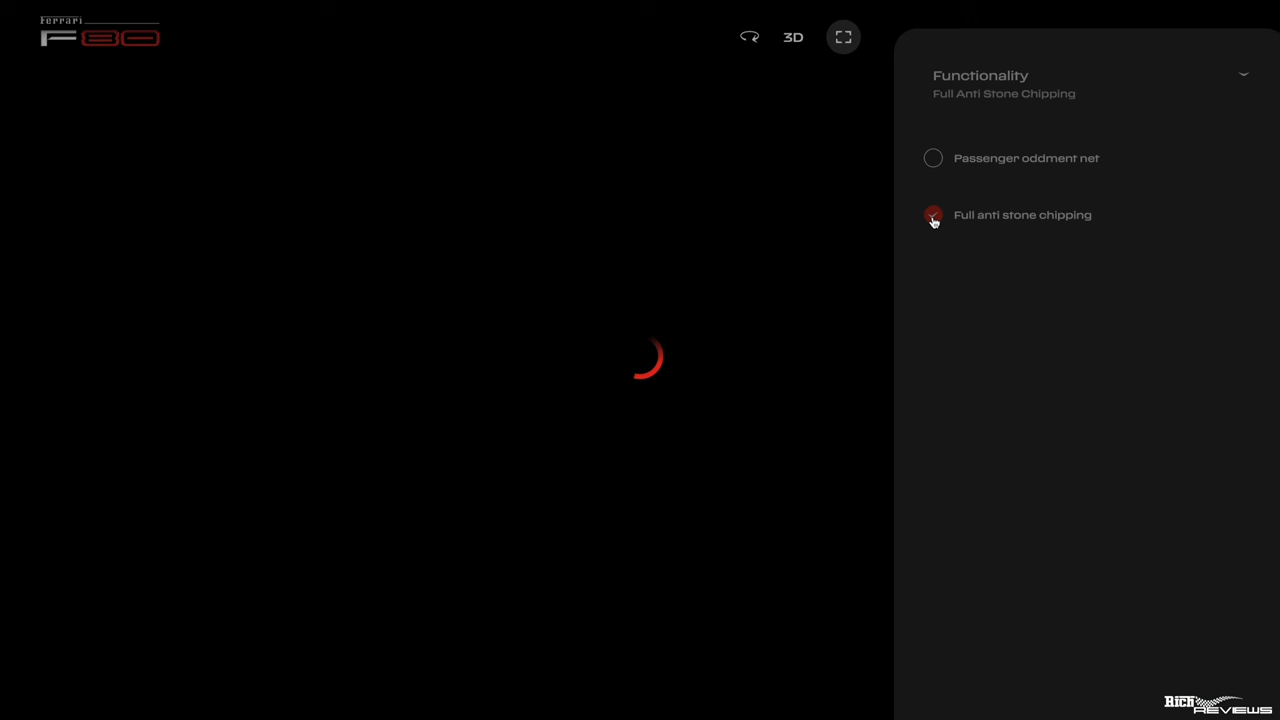 Ferrari
F80
3D
Functionality
Full Anti Stone Chipping
Passenger oddment net
Full anti stone chipping
Rich
REVIEWS